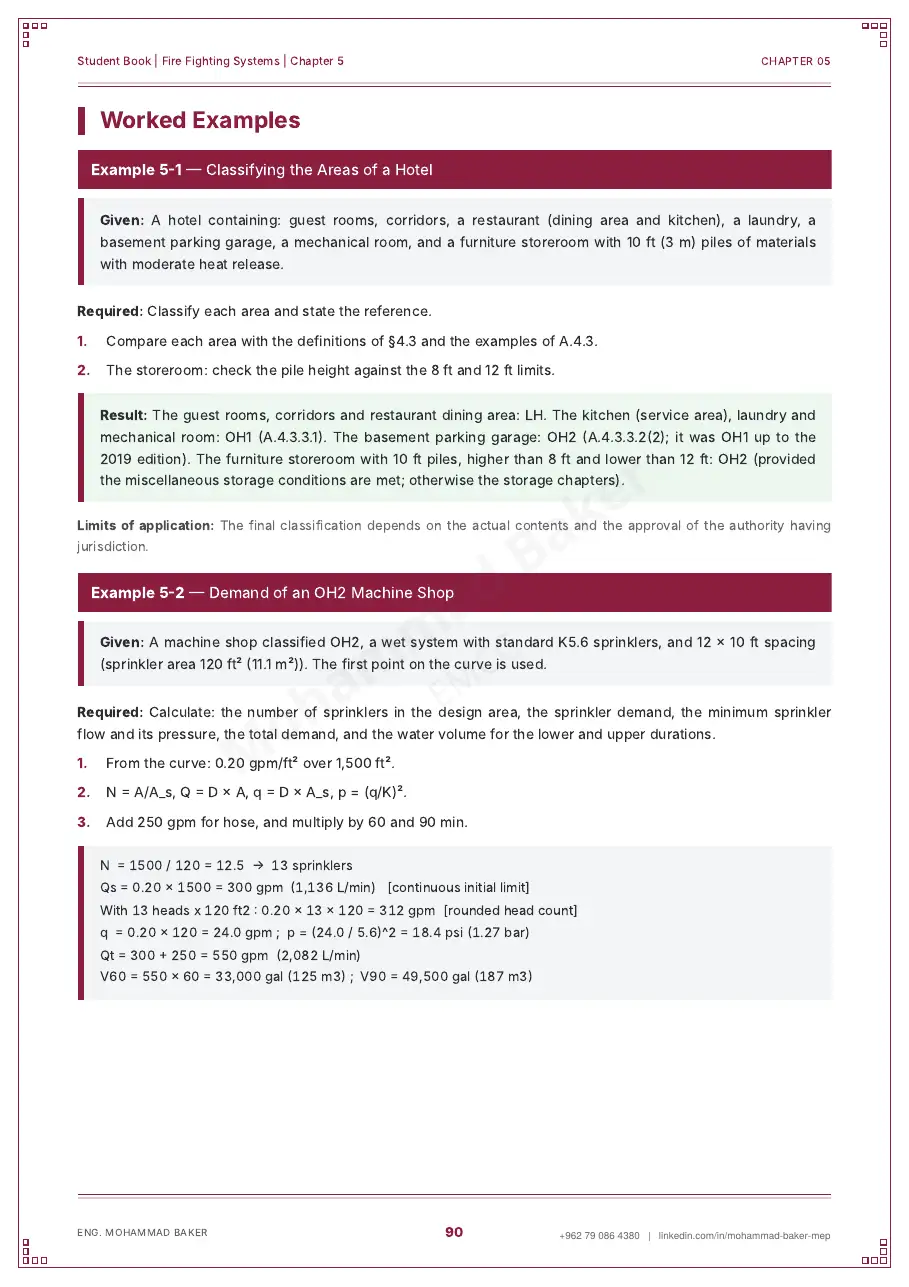 Student Book | Fire Fighting Systems | Chapter 5
CHAPTER 05
Worked Examples
Example 5-1 — Classifying the Areas of a Hotel
Given: A hotel containing: guest rooms, corridors, a restaurant (dining area and kitchen), a laundry, a
basement parking garage, a mechanical room, and a furniture storeroom with 10 ft (3 m) piles of materials
with moderate heat release.
Required: Classify each area and state the reference.
1. Compare each area with the definitions of §4.3 and the examples of A.4.3.
2. The storeroom: check the pile height against the 8 ft and 12 ft limits.
Result: The guest rooms, corridors and restaurant dining area: LH. The kitchen (service area), laundry and
mechanical room: OH1 (A.4.3.3.1). The basement parking garage: OH2 (A.4.3.3.2(2); it was OH1 up to the
2019 edition). The furniture storeroom with 10 ft piles, higher than 8 ft and lower than 12 ft: OH2 (provided
the miscellaneous storage conditions are met; otherwise the storage chapters).
Limits of application: The final classification depends on the actual contents and the approval of the authority having
jurisdiction.
Example 5-2 — Demand of an OH2 Machine Shop
Given: A machine shop classified OH2, a wet system with standard K5.6 sprinklers, and 12 × 10 ft spacing
(sprinkler area 120 ft² (11.1 m²)). The first point on the curve is used.
Required: Calculate: the number of sprinklers in the design area, the sprinkler demand, the minimum sprinkler
flow and its pressure, the total demand, and the water volume for the lower and upper durations.
1. From the curve: 0.20 gpm/ft² over 1,500 ft².
2. N = A/A_s, Q = D × A, q = D × A_s, p = (q/K)².
3. Add 250 gpm for hose, and multiply by 60 and 90 min.
N = 1500 / 120 = 12.5 → 13 sprinklers
Qs = 0.20 × 1500 = 300 gpm (1,136 L/min) [continuous initial limit]
With 13 heads x 120 ft2 : 0.20 × 13 × 120 = 312 gpm [rounded head count]
q = 0.20 × 120 = 24.0 gpm ; p = (24.0 / 5.6)^2 = 18.4 psi (1.27 bar)
Qt = 300 + 250 = 550 gpm (2,082 L/min)
V60 = 550 × 60 = 33,000 gal (125 m3) ; V90 = 49,500 gal (187 m3)
Mohammad Baker
ENG. MOHAMMAD BAKER
90
+962 79 086 4380 | linkedin.com/in/mohammad-baker-mep